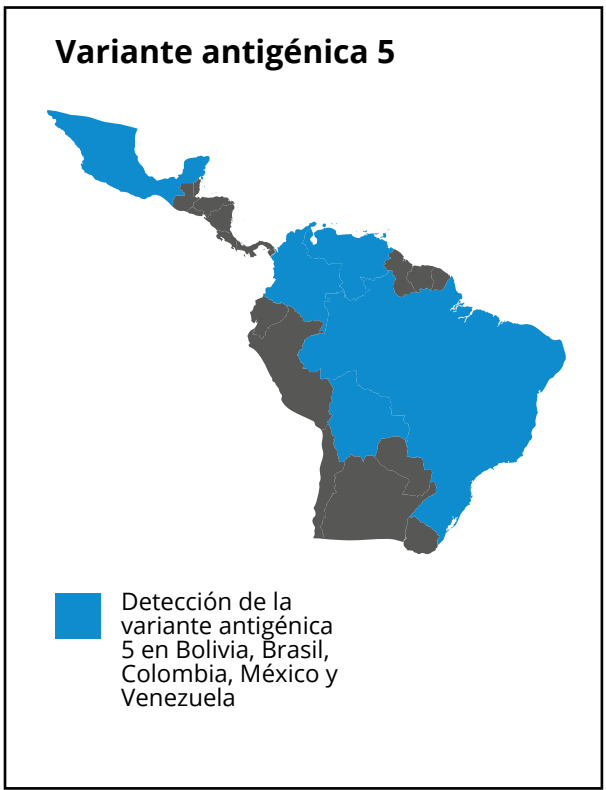 Variante antigénica 5
Detección de la
variante antigénica
5 en Bolivia, Brasil,
Colombia, México y
Venezuela